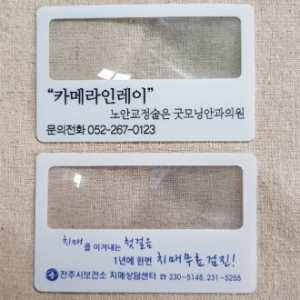 “카메라인레이”
노안교정술은 굿모닝안과의원
문의전화 052-267-0123
치매를 이겨내는 첫걸음
1년에 한번 치매무료검진!
전주시보건소 치매상담센터 ☎ 230-5148, 231-5255